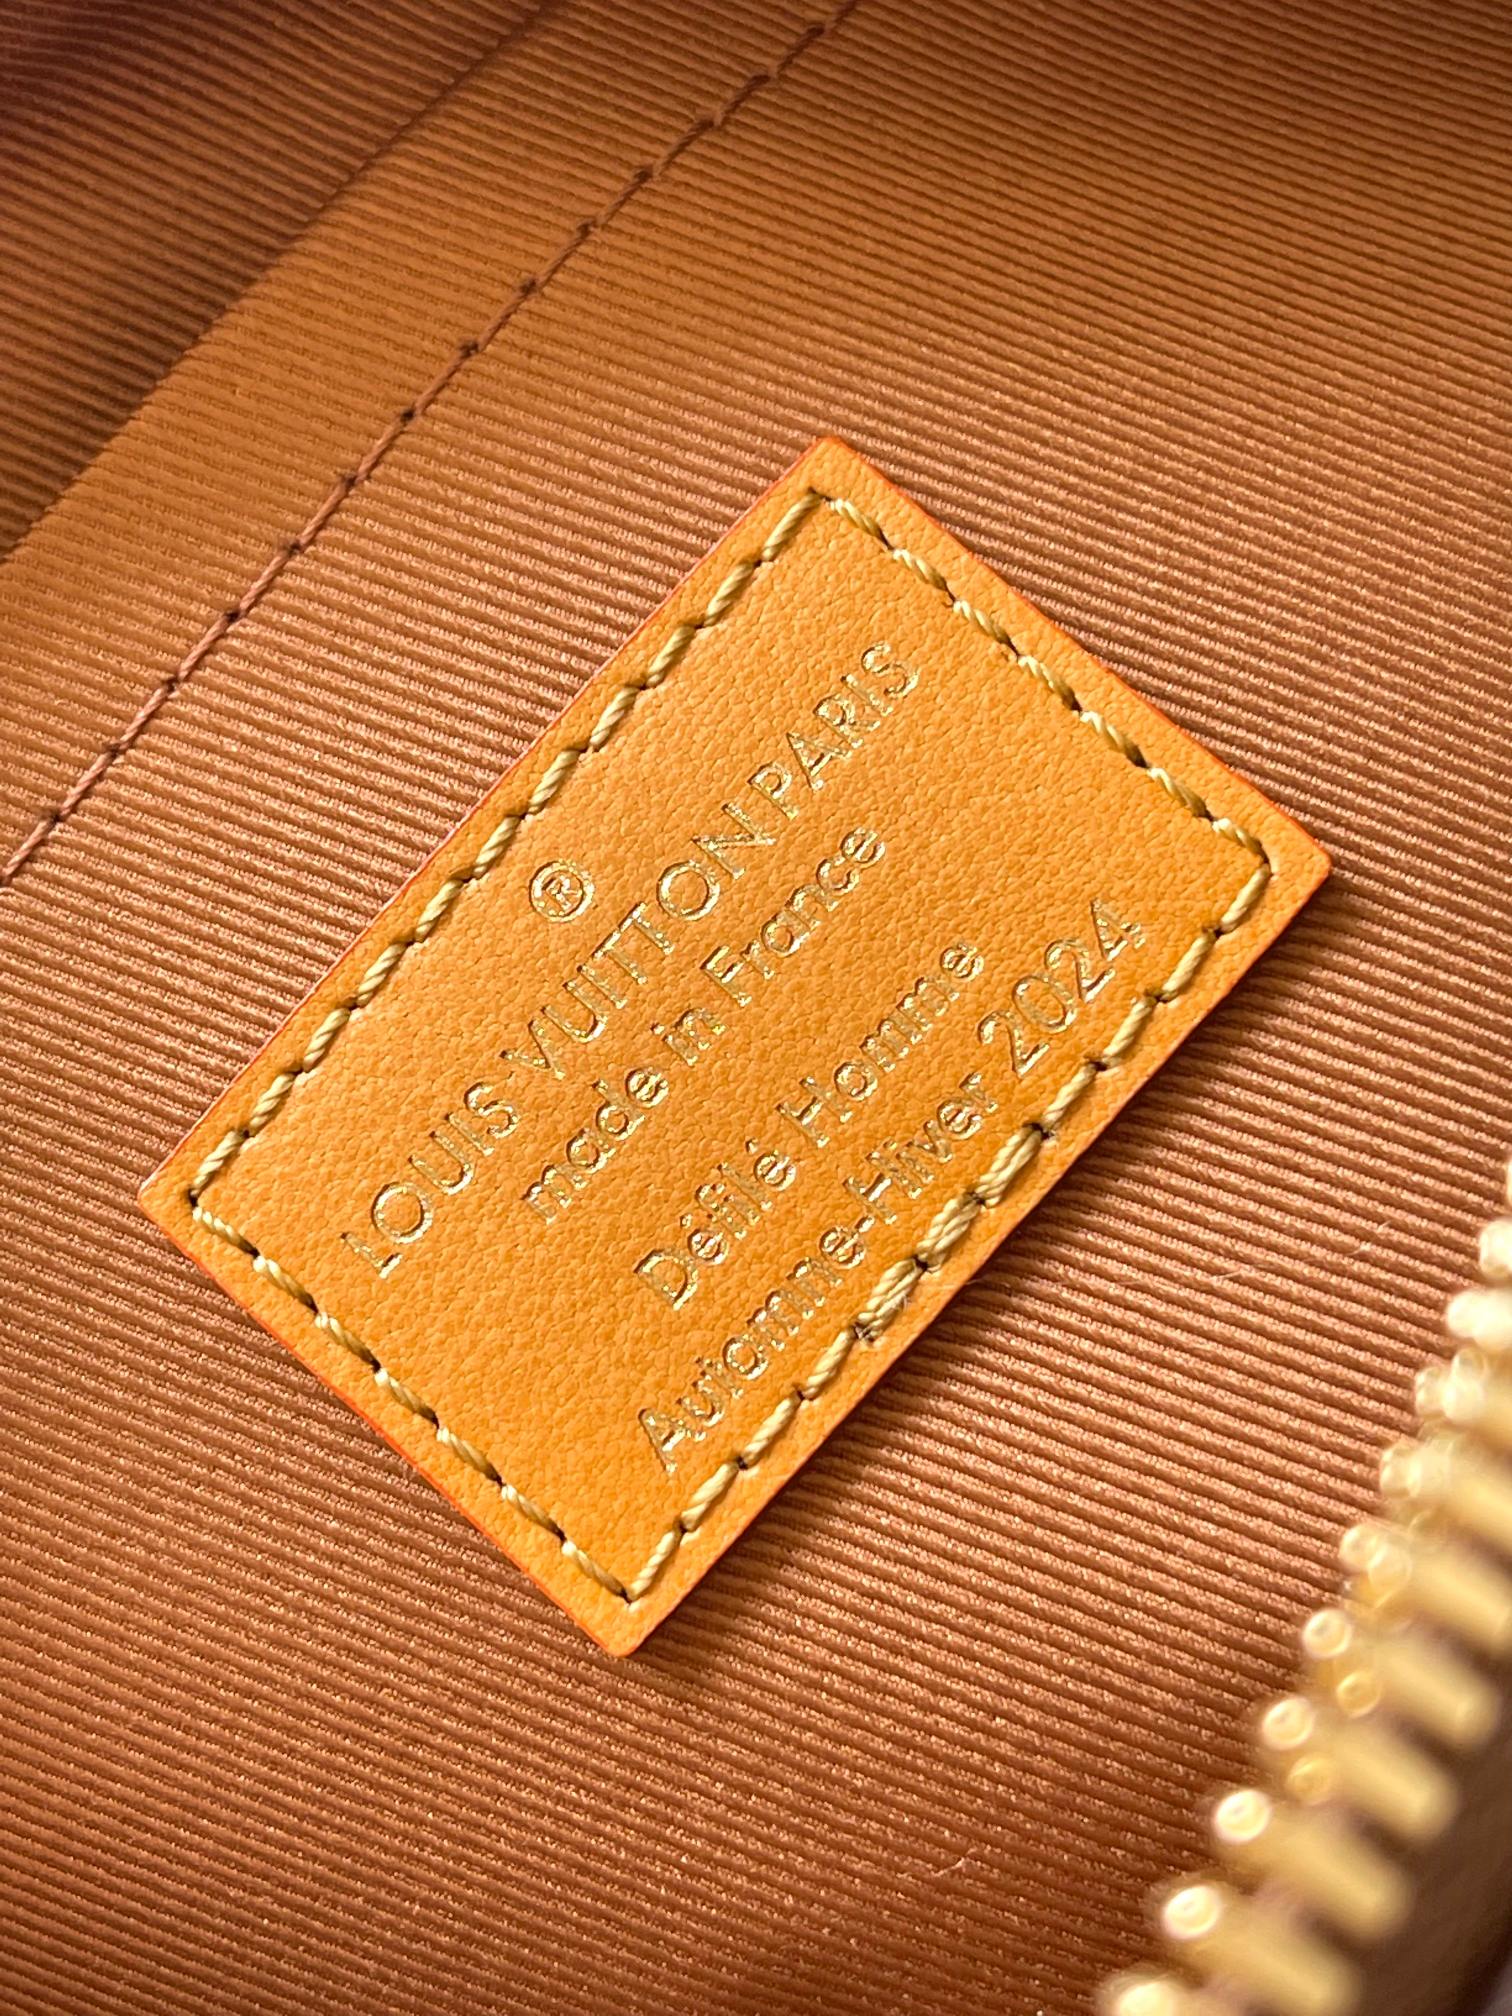 ®
LOUIS VUITTON PARIS
made in France
Défilé Homme
Automne-Hiver 2024